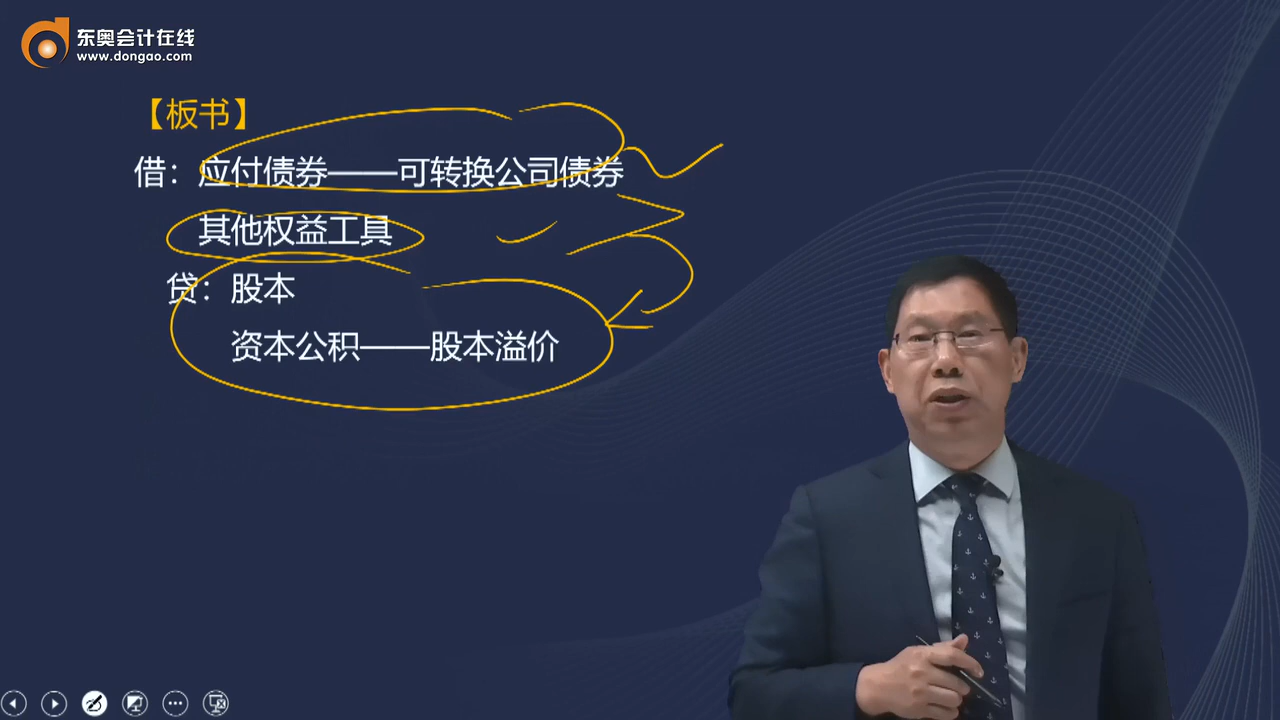 东奥会计在线
www.dongao.com
【板书】
借：应付债券——可转换公司债券
其他权益工具
贷：股本
资本公积——股本溢价